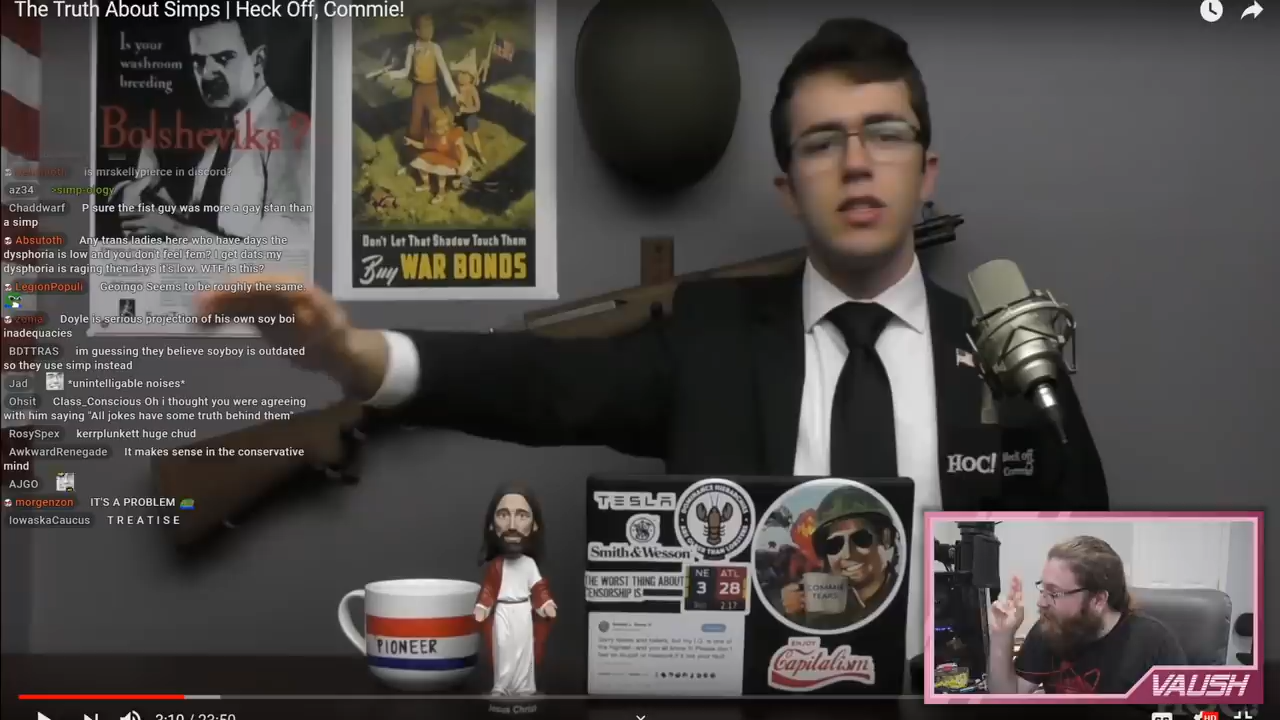 The Truth About Simps | Heck Off, Commie!
Is your
washroom
breeding
Bolsheviks?
is mrskellypierce in discord?
az34 >simp-ology
Chaddwarf P sure the fist guy was more a gay stan than
a simp
Absutoth Any trans ladies here who have days the
dysphoria is low and you don't feel fem? I get dats my
dysphoria is raging then days it's low. WTF is this?
LegionPopuli Geoingo Seems to be roughly the same.
Doyle is serious projection of his own soy boi
inadequacies
BDTTRAS im guessing they believe soyboy is outdated
so they use simp instead
Jad *unintelligable noises*
Ohsit Class_Conscious Oh i thought you were agreeing
with him saying "All jokes have some truth behind them"
RosySpex kerrplunkett huge chud
AwkwardRenegade It makes sense in the conservative
mind
AJGO
morgenzon IT'S A PROBLEM
IowaskaCaucus T R E A T I S E
Don't Let That Shadow Touch Them
Buy WAR BONDS
HOC! Heck off,
Commie!
TESLA
DOMINANCE HIERARCHIES
Smith & Wesson
THE WORST THING ABOUT
CENSORSHIP IS
NE ATL
3 28
2:17
COMMIE
TEARS
ENJOY
Capitalism
PIONEER
Jesus Christ
VAUSH
3:10 / 23:50
HD